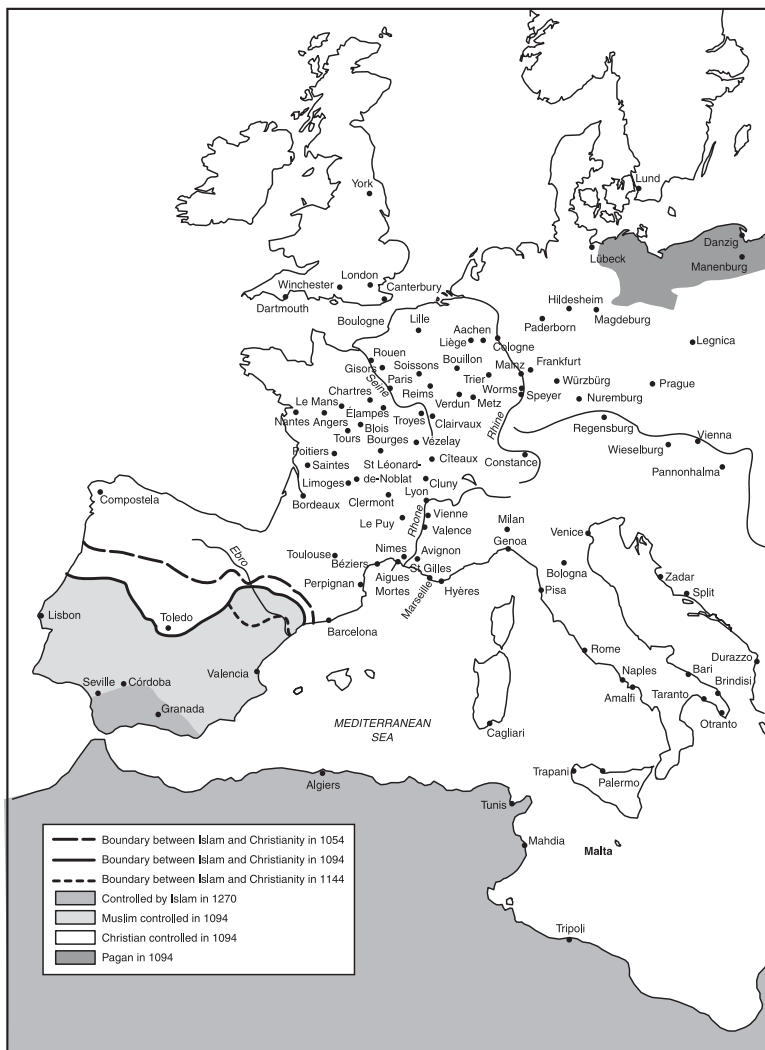 York
Lund
Danzig
Lübeck
Manenburg
London
Winchester
Canterbury
Dartmouth
Boulogne
Hildesheim
Magdeburg
Paderborn
Lille
Aachen
Liège
Cologne
Legnica
Rouen
Gisors
Soissons
Bouillon
Mainz
Frankfurt
Seine
Paris
Trier
Würzbürg
Prague
Chartres
Reims
Worms
Speyer
Le Mans
Verdun
Metz
Nuremburg
Élampes
Nantes
Angers
Troyes
Clairvaux
Rhine
Regensburg
Blois
Tours
Bourges
Vézelay
Vienna
Wieselburg
Poitiers
Cîteaux
Constance
Saintes
St Léonard-
de-Noblat
Pannonhalma
Limoges
Cluny
Compostela
Bordeaux
Clermont
Lyon
Le Puy
Rhone
Vienne
Valence
Milan
Venice
Genoa
Ebro
Toulouse
Nimes
Avignon
Béziers
St Gilles
Bologna
Perpignan
Aigues
Mortes
Marseille
Hyères
Pisa
Zadar
Split
Lisbon
Toledo
Barcelona
Rome
Durazzo
Valencia
Naples
Bari
Seville
Córdoba
Brindisi
Amalfi
Taranto
Granada
Otranto
MEDITERRANEAN
SEA
Cagliari
Trapani
Palermo
Algiers
Tunis
Mahdia
Malta
Tripoli
Boundary between Islam and Christianity in 1054
Boundary between Islam and Christianity in 1094
Boundary between Islam and Christianity in 1144
Controlled by Islam in 1270
Muslim controlled in 1094
Christian controlled in 1094
Pagan in 1094